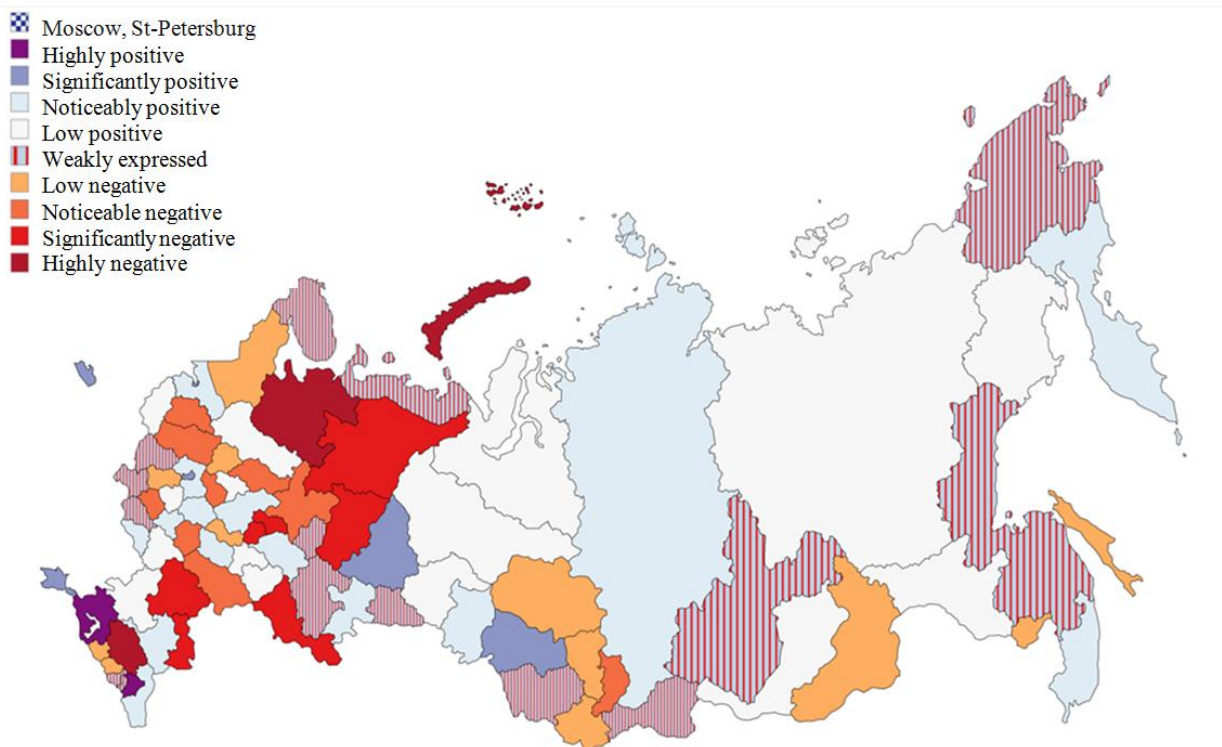 Moscow, St-Petersburg
Highly positive
Significantly positive
Noticeably positive
Low positive
Weakly expressed
Low negative
Noticeable negative
Significantly negative
Highly negative